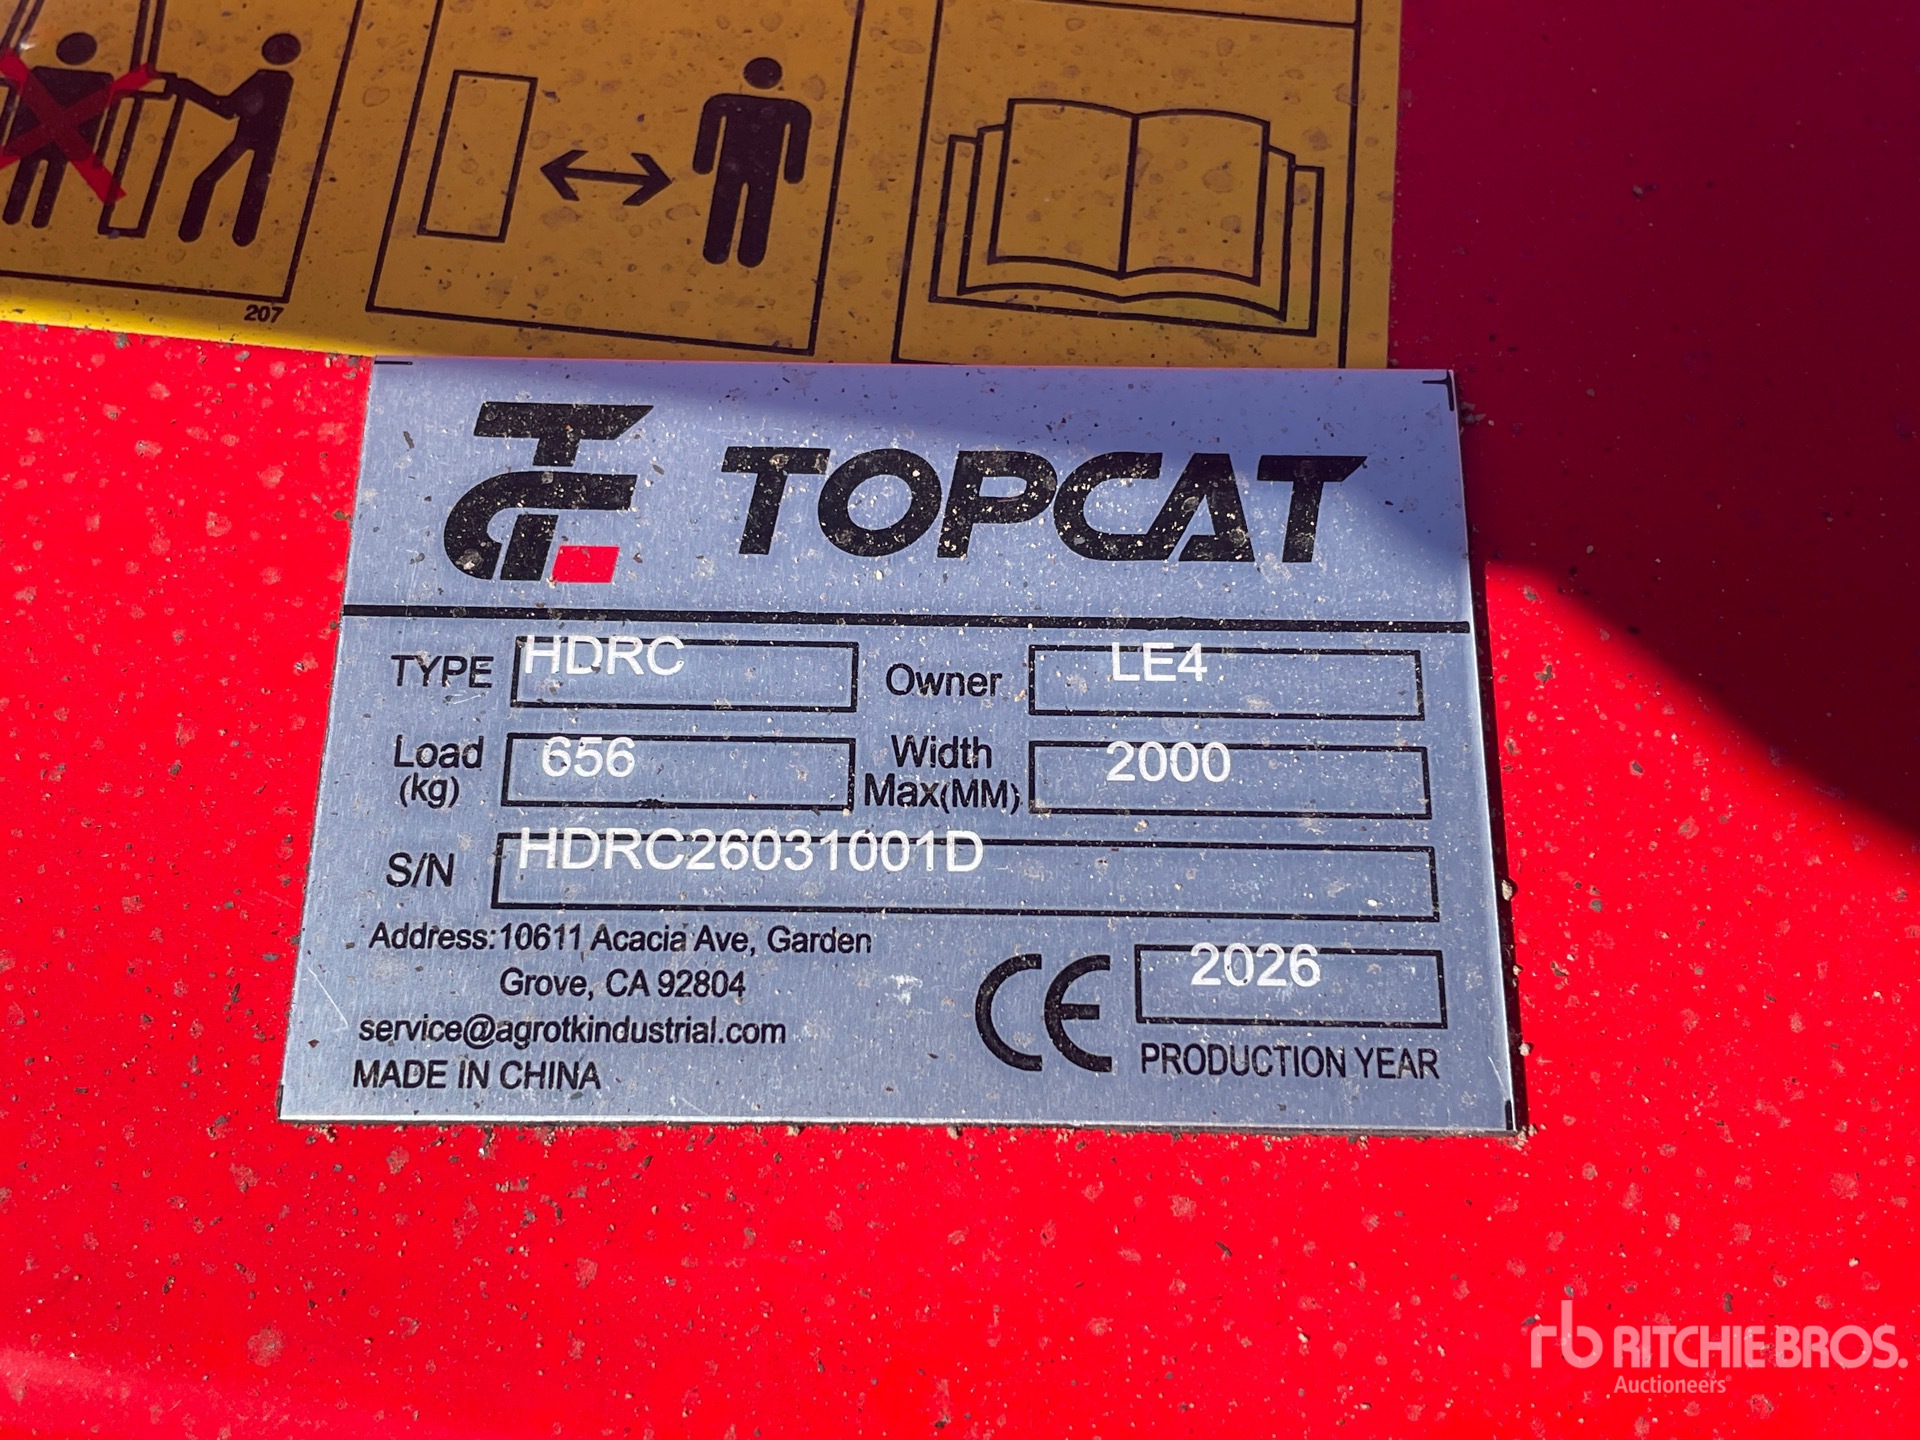 207
TOPCAT
TYPE HDRC Owner LE4
Load (kg) 656 Width Max(MM) 2000
S/N HDRC26031001D
Address:10611 Acacia Ave, Garden
Grove, CA 92804
service@agrotkindustrial.com
MADE IN CHINA
CE 2026
PRODUCTION YEAR
rb RITCHIE BROS.
Auctioneers